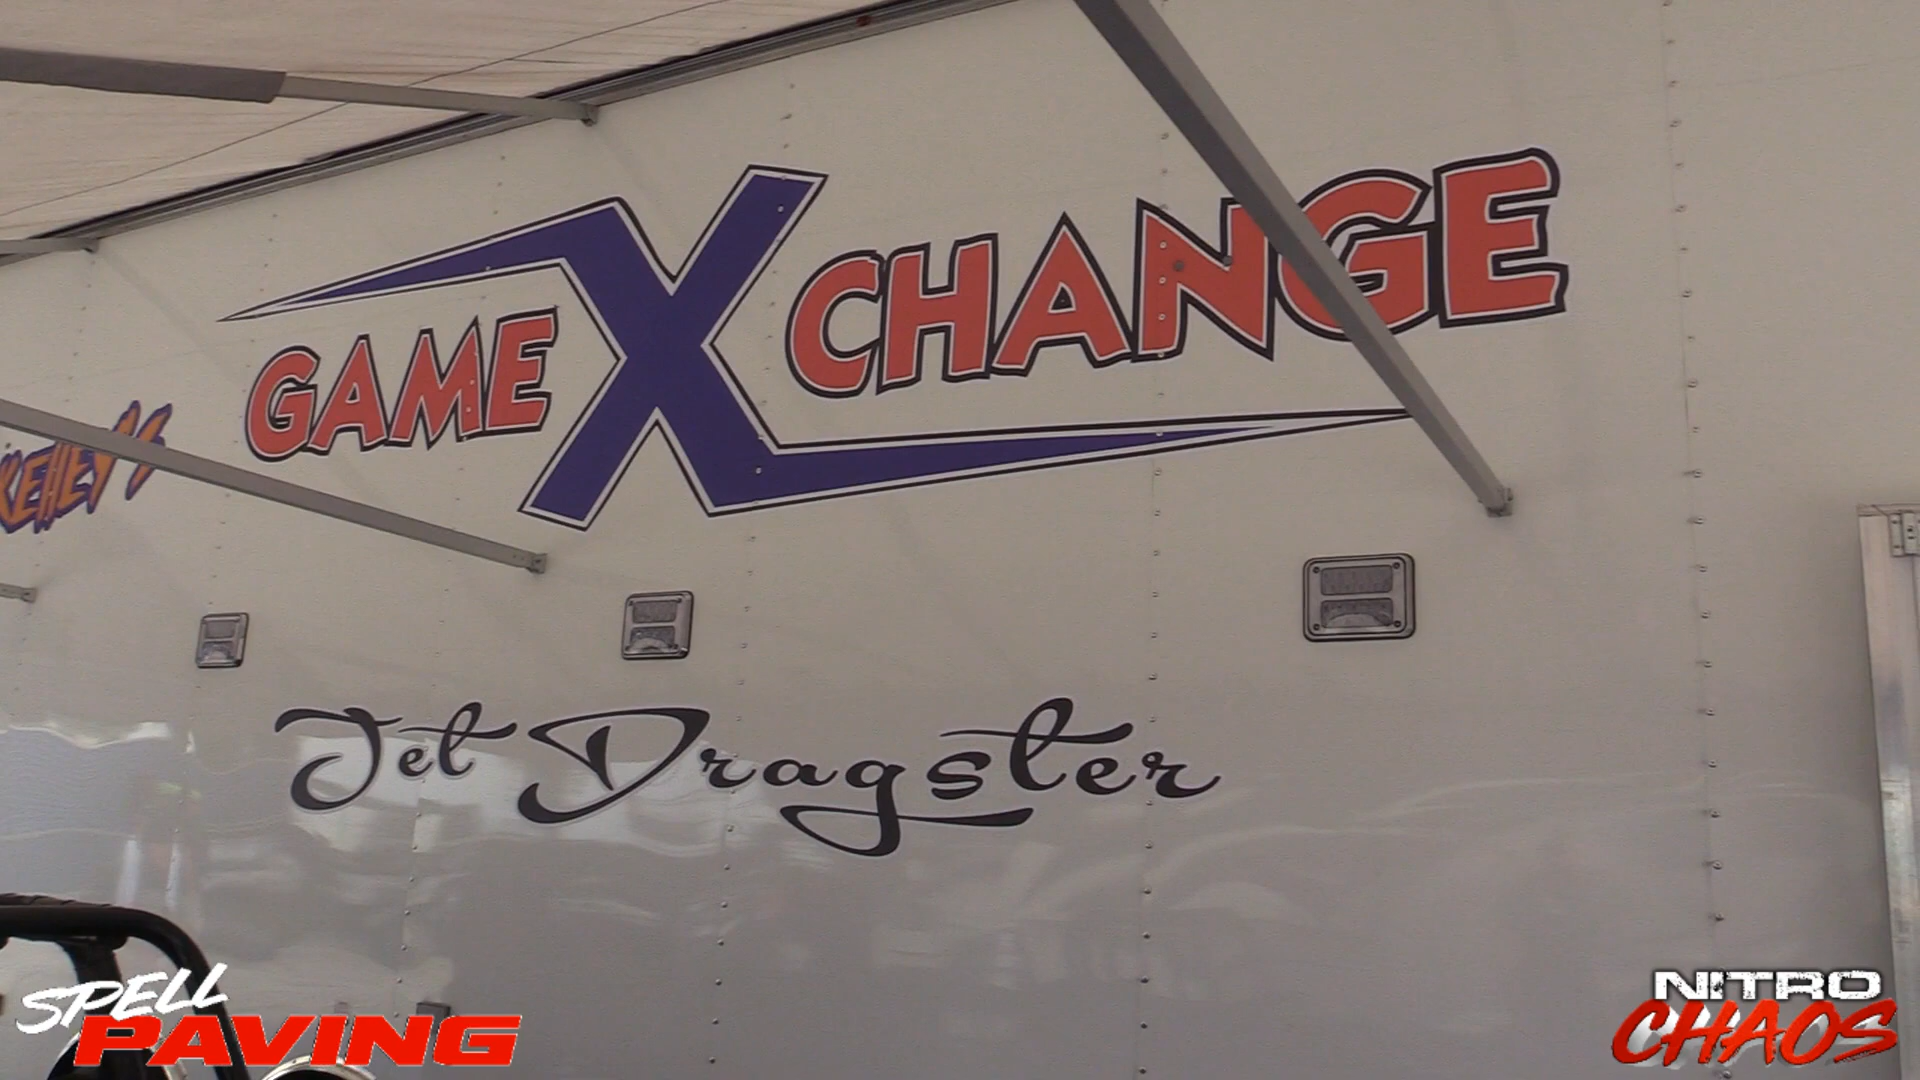 GAME X CHANGE
Jet Dragster
SPELL
PAVING
NITRO
CHAOS